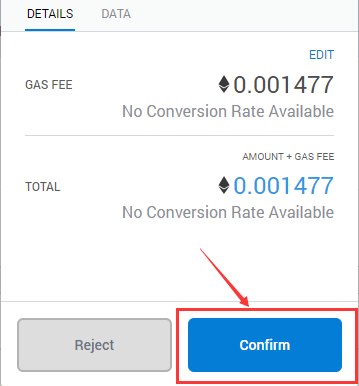 DETAILS DATA
EDIT
GAS FEE 0.001477
No Conversion Rate Available
AMOUNT + GAS FEE
TOTAL 0.001477
No Conversion Rate Available
Reject Confirm